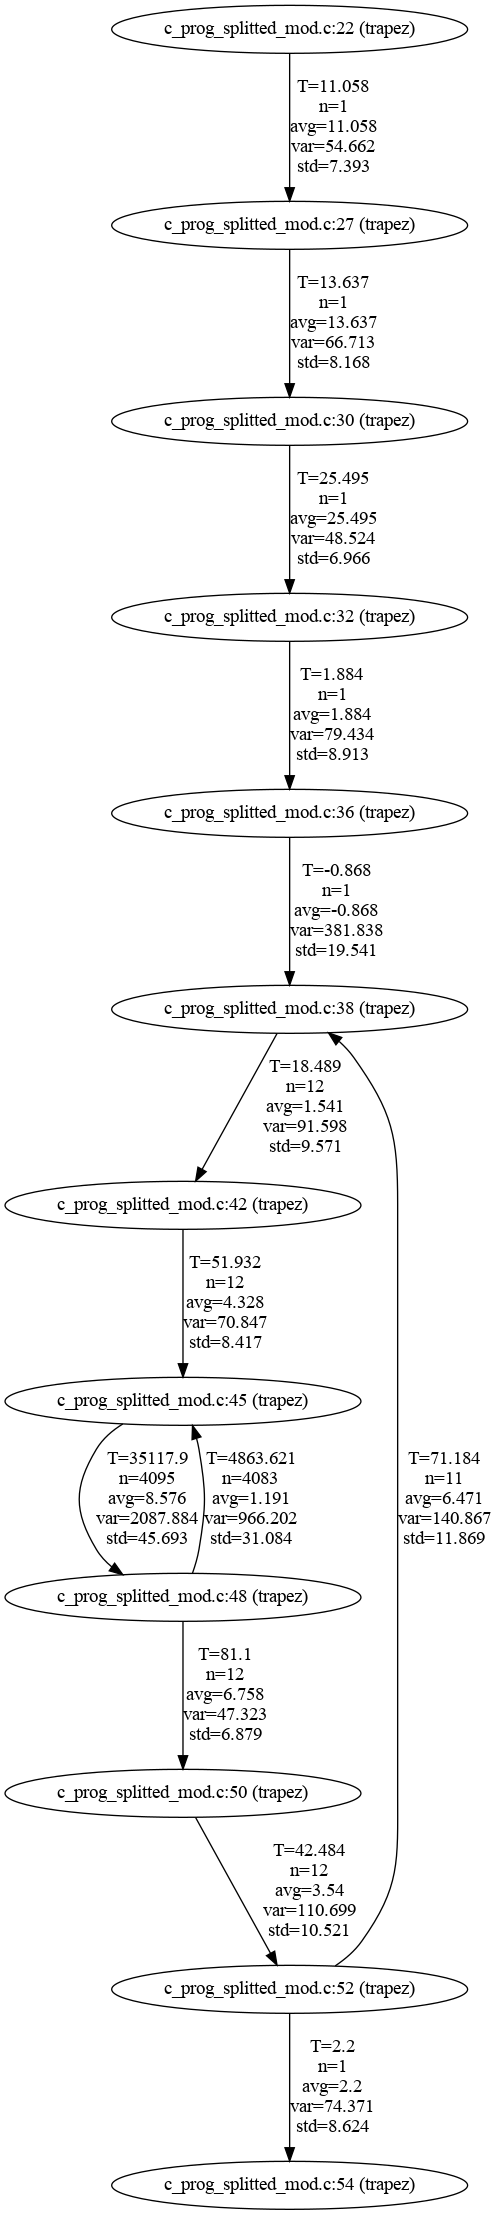 c_prog_splitted_mod.c:22 (trapez)
T=11.058
n=1
avg=11.058
var=54.662
std=7.393
c_prog_splitted_mod.c:27 (trapez)
T=13.637
n=1
avg=13.637
var=66.713
std=8.168
c_prog_splitted_mod.c:30 (trapez)
T=25.495
n=1
avg=25.495
var=48.524
std=6.966
c_prog_splitted_mod.c:32 (trapez)
T=1.884
n=1
avg=1.884
var=79.434
std=8.913
c_prog_splitted_mod.c:36 (trapez)
T=-0.868
n=1
avg=-0.868
var=381.838
std=19.541
c_prog_splitted_mod.c:38 (trapez)
T=18.489
n=12
avg=1.541
var=91.598
std=9.571
c_prog_splitted_mod.c:42 (trapez)
T=51.932
n=12
avg=4.328
var=70.847
std=8.417
c_prog_splitted_mod.c:45 (trapez)
T=35117.9
n=4095
avg=8.576
var=2087.884
std=45.693
T=4863.621
n=4083
avg=1.191
var=966.202
std=31.084
T=71.184
n=11
avg=6.471
var=140.867
std=11.869
c_prog_splitted_mod.c:48 (trapez)
T=81.1
n=12
avg=6.758
var=47.323
std=6.879
c_prog_splitted_mod.c:50 (trapez)
T=42.484
n=12
avg=3.54
var=110.699
std=10.521
c_prog_splitted_mod.c:52 (trapez)
T=2.2
n=1
avg=2.2
var=74.371
std=8.624
c_prog_splitted_mod.c:54 (trapez)